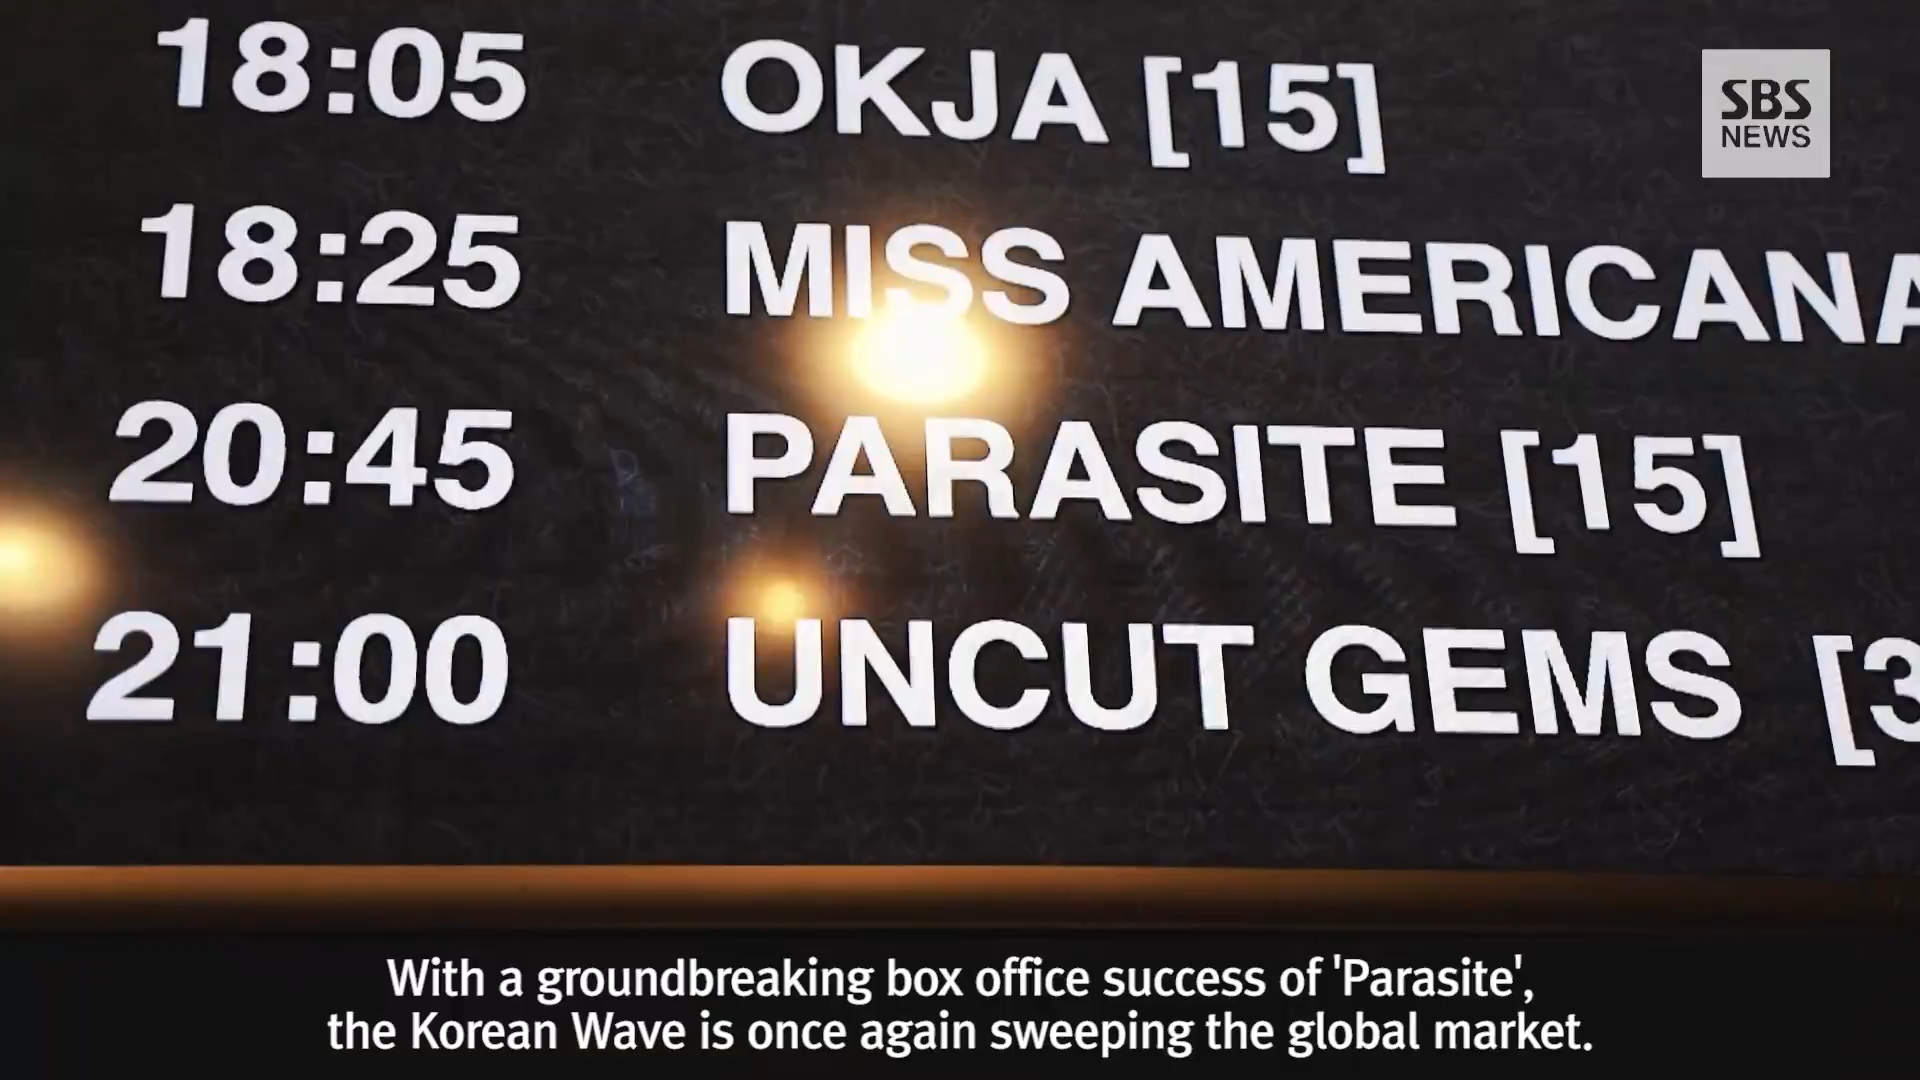 18:05 OKJA [15]
SBS
NEWS
18:25 MISS AMERICANA
20:45 PARASITE [15]
21:00 UNCUT GEMS [3
With a groundbreaking box office success of 'Parasite',
the Korean Wave is once again sweeping the global market.